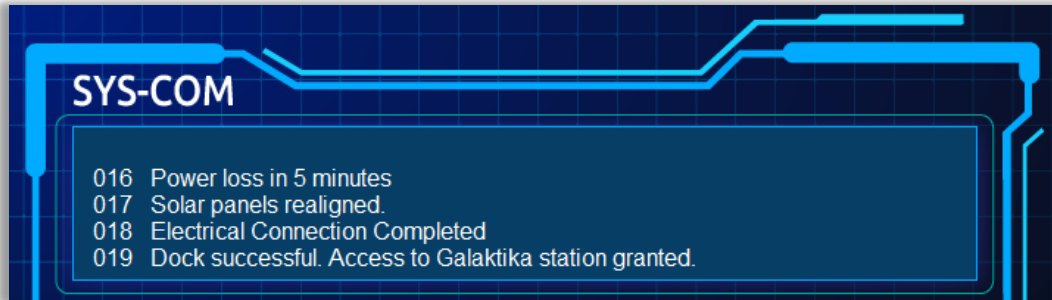 SYS-COM
016 Power loss in 5 minutes
017 Solar panels realigned.
018 Electrical Connection Completed
019 Dock successful. Access to Galaktika station granted.